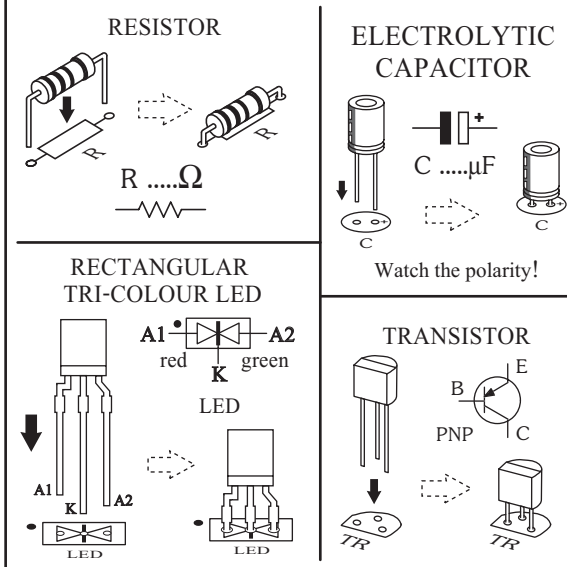 RESISTOR
R
R
R .....Ω
ELECTROLYTIC
CAPACITOR
+
C .....μF
+
C
C
Watch the polarity!
RECTANGULAR
TRI-COLOUR LED
A1 A2
red green
K
LED
A1
K
A2
LED
LED
TRANSISTOR
E
B
PNP C
TR
TR